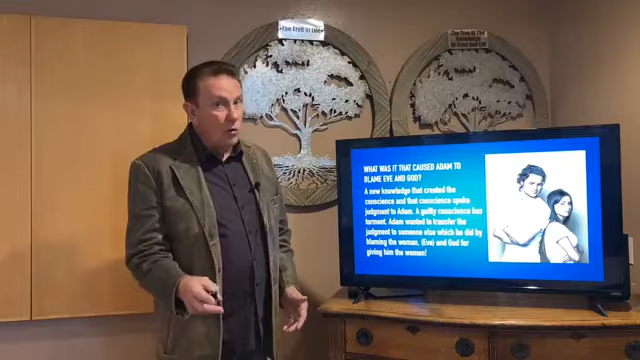 The Tree of Life
The Tree of The
Knowledge
of Good and Evil
WHAT WAS IT THAT CAUSED ADAM TO
BLAME EVE AND GOD?
A new knowledge that created the
conscience and that conscience spoke
judgment to Adam. A guilty conscience has
torment. Adam wanted to transfer the
judgment to someone else which he did by
blaming the woman, (Eve) and God for
giving him the woman!